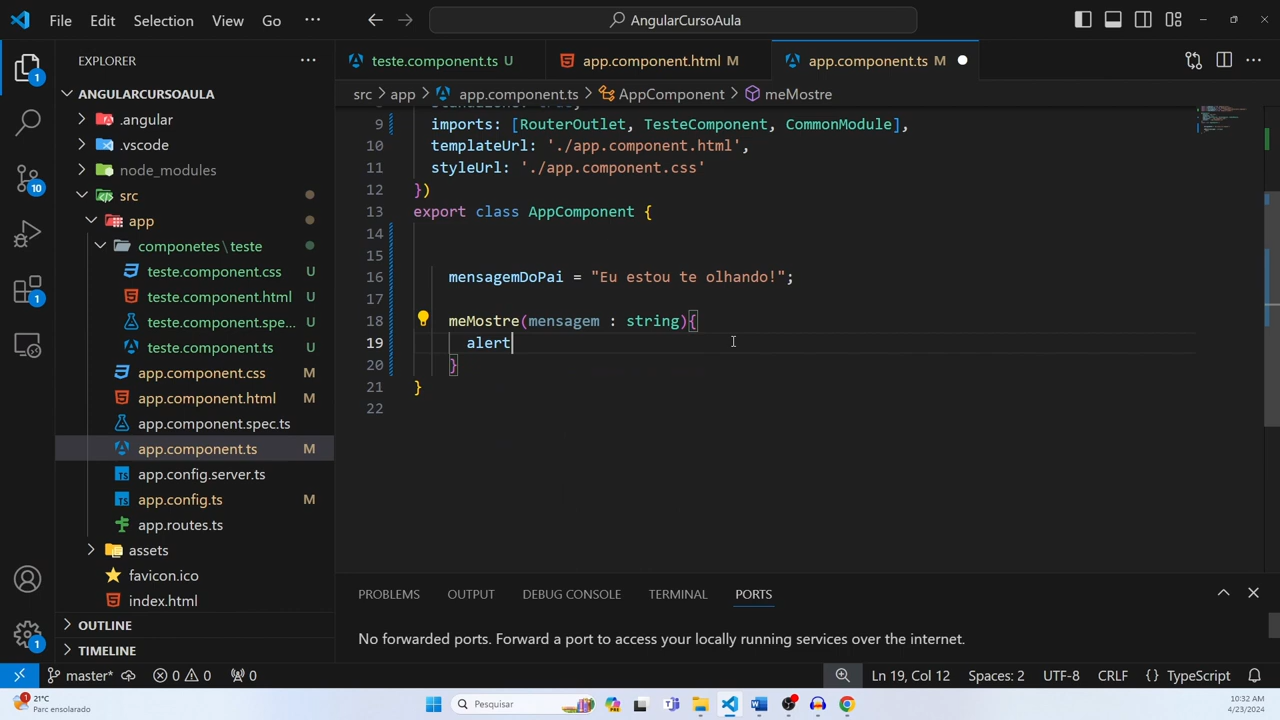 File Edit Selection View Go ··· AngularCursoAula
EXPLORER ···
teste.component.ts U app.component.html M app.component.ts M
src > app > app.component.ts > AppComponent > meMostre
ANGULARCURSOAULA
.angular
.vscode
node_modules
src
app
componetes\teste
teste.component.css U
teste.component.html U
teste.component.spe... U
teste.component.ts U
app.component.css M
app.component.html M
app.component.spec.ts
app.component.ts M
app.config.server.ts
app.config.ts M
app.routes.ts
assets
favicon.ico
index.html
OUTLINE
TIMELINE
1
10
1
1
9 imports: [RouterOutlet, TesteComponent, CommonModule],
10 templateUrl: './app.component.html',
11 styleUrl: './app.component.css'
12 })
13 export class AppComponent {
14
15
16 mensagemDoPai = "Eu estou te olhando!";
17
18 meMostre(mensagem : string){
19 alert
20 }
21 }
22
PROBLEMS OUTPUT DEBUG CONSOLE TERMINAL PORTS
No forwarded ports. Forward a port to access your locally running services over the internet.
master* 0 0 0 Ln 19, Col 12 Spaces: 2 UTF-8 CRLF {} TypeScript
21°C
Parc ensolarado
Pesquisar
10:32 AM
4/23/2024